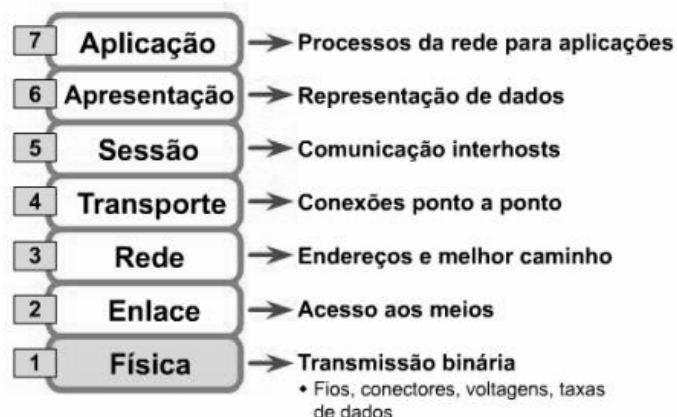 7 Aplicação Processos da rede para aplicações
6 Apresentação Representação de dados
5 Sessão Comunicação interhosts
4 Transporte Conexões ponto a ponto
3 Rede Endereços e melhor caminho
2 Enlace Acesso aos meios
1 Física Transmissão binária
• Fios, conectores, voltagens, taxas
de dados